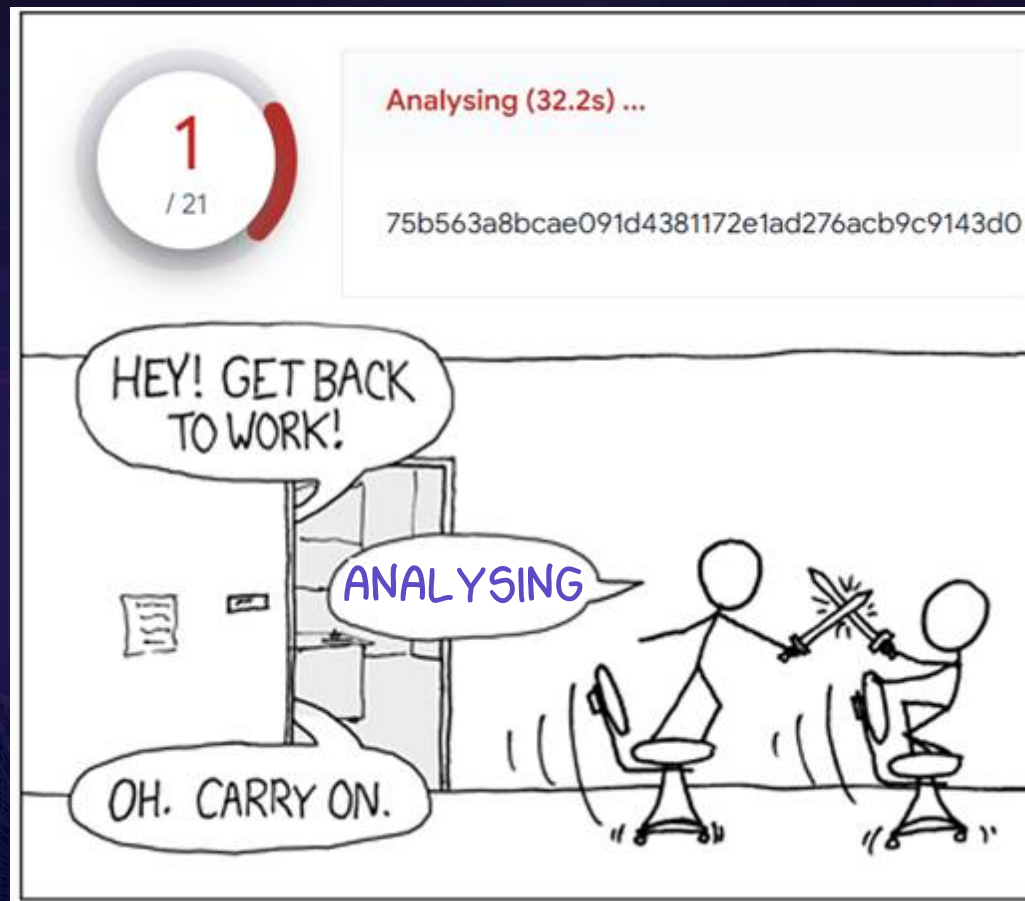 1
/ 21
Analysing (32.2s) ...
75b563a8bcae091d4381172e1ad276acb9c9143d0
HEY! GET BACK
TO WORK!
ANALYSING
OH. CARRY ON.